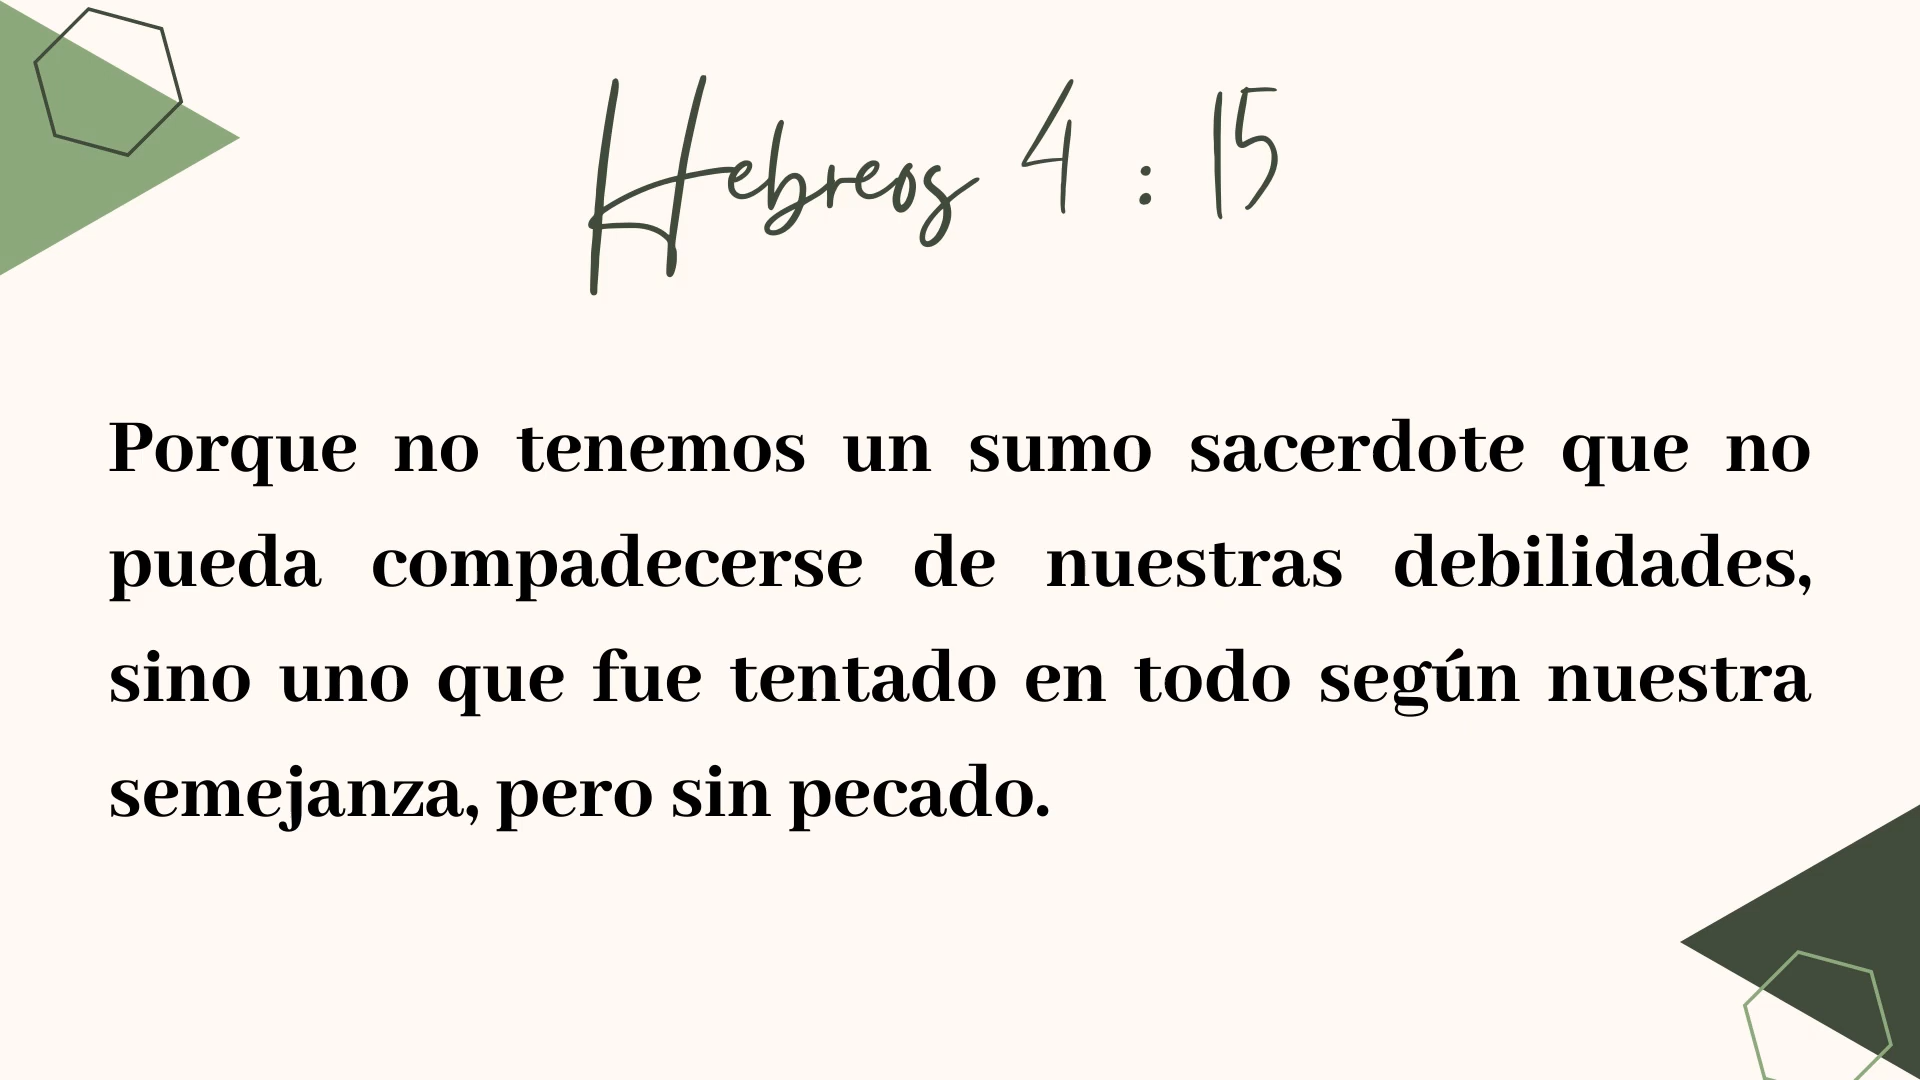 Hebreos 4 : 15
Porque no tenemos un sumo sacerdote que no
pueda compadecerse de nuestras debilidades,
sino uno que fue tentado en todo según nuestra
semejanza, pero sin pecado.